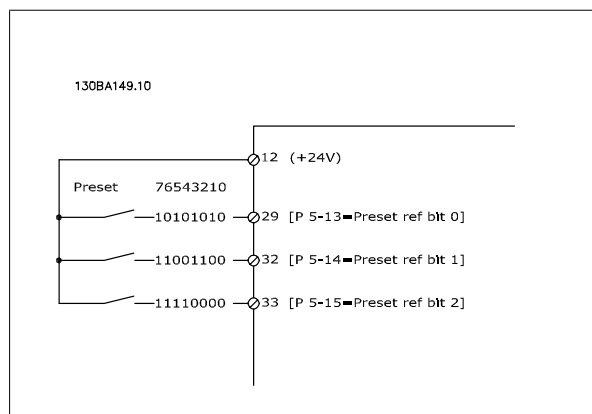 130BA149.10
12 (+24V)
Preset 76543210
10101010 29 [P 5-13=Preset ref bit 0]
11001100 32 [P 5-14=Preset ref bit 1]
11110000 33 [P 5-15=Preset ref bit 2]